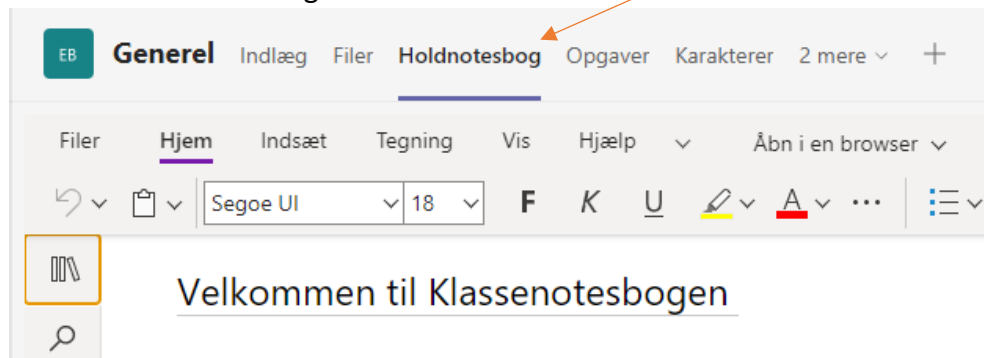 EB Generel Indlæg Filer Holdnotesbog Opgaver Karakterer 2 mere
Filer Hjem Indsæt Tegning Vis Hjælp Åbn i en browser
Segoe UI 18 F K U A
Velkommen til Klassenotesbogen